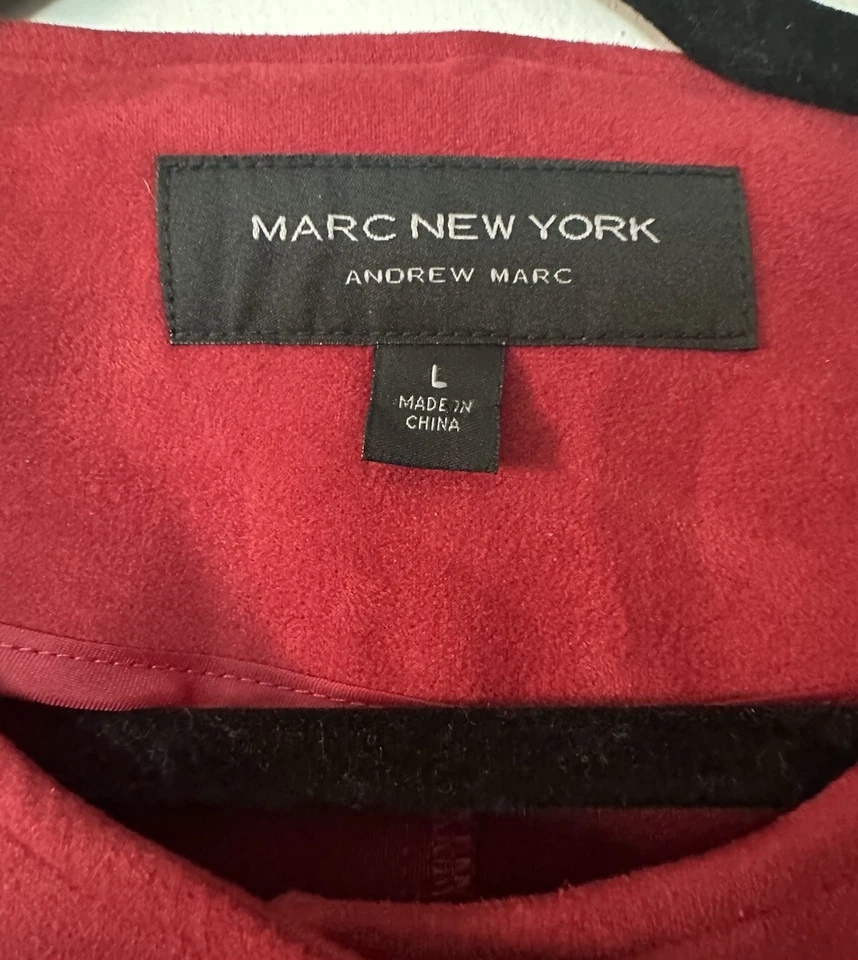 MARC NEW YORK
ANDREW MARC
L
MADE IN
CHINA